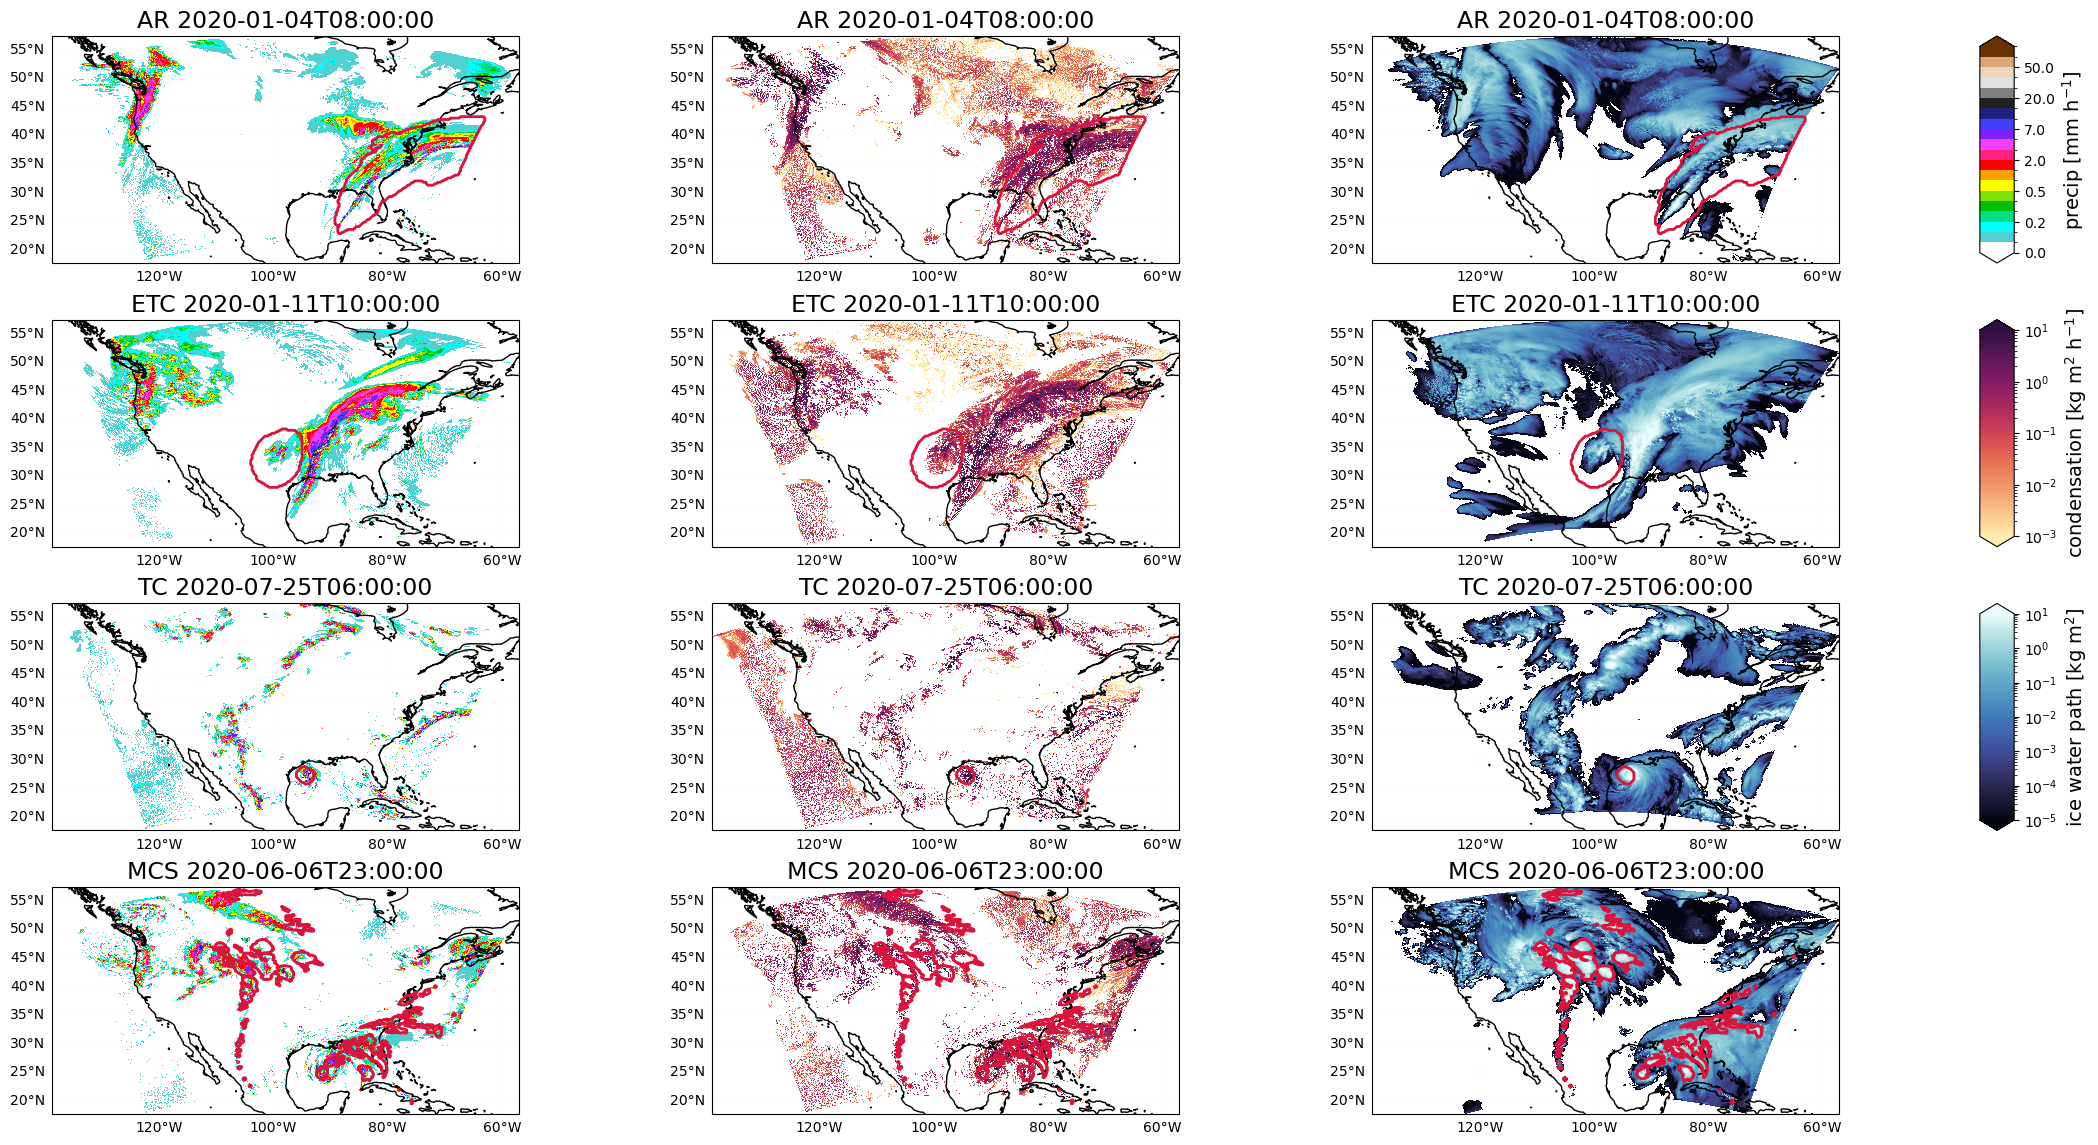 AR 2020-01-04T08:00:00 AR 2020-01-04T08:00:00 AR 2020-01-04T08:00:00
55°N 55°N 55°N
50°N 50°N 50°N 50.0
45°N 45°N 45°N 20.0
40°N 40°N 40°N 7.0
35°N 35°N 35°N 2.0
30°N 30°N 30°N 0.5
25°N 25°N 25°N 0.2
20°N 20°N 20°N 0.0
precip [mm h⁻¹]
120°W 100°W 80°W 60°W 120°W 100°W 80°W 60°W 120°W 100°W 80°W 60°W
ETC 2020-01-11T10:00:00 ETC 2020-01-11T10:00:00 ETC 2020-01-11T10:00:00
55°N 55°N 55°N 10¹
50°N 50°N 50°N
45°N 45°N 45°N 10⁰
40°N 40°N 40°N
35°N 35°N 35°N 10⁻¹
30°N 30°N 30°N
25°N 25°N 25°N 10⁻²
20°N 20°N 20°N 10⁻³
condensation [kg m² h⁻¹]
120°W 100°W 80°W 60°W 120°W 100°W 80°W 60°W 120°W 100°W 80°W 60°W
TC 2020-07-25T06:00:00 TC 2020-07-25T06:00:00 TC 2020-07-25T06:00:00
55°N 55°N 55°N 10¹
50°N 50°N 50°N 10⁰
45°N 45°N 45°N 10⁻¹
40°N 40°N 40°N
35°N 35°N 35°N 10⁻²
30°N 30°N 30°N 10⁻³
25°N 25°N 25°N 10⁻⁴
20°N 20°N 20°N 10⁻⁵
ice water path [kg m²]
120°W 100°W 80°W 60°W 120°W 100°W 80°W 60°W 120°W 100°W 80°W 60°W
MCS 2020-06-06T23:00:00 MCS 2020-06-06T23:00:00 MCS 2020-06-06T23:00:00
55°N 55°N 55°N
50°N 50°N 50°N
45°N 45°N 45°N
40°N 40°N 40°N
35°N 35°N 35°N
30°N 30°N 30°N
25°N 25°N 25°N
20°N 20°N 20°N
120°W 100°W 80°W 60°W 120°W 100°W 80°W 60°W 120°W 100°W 80°W 60°W